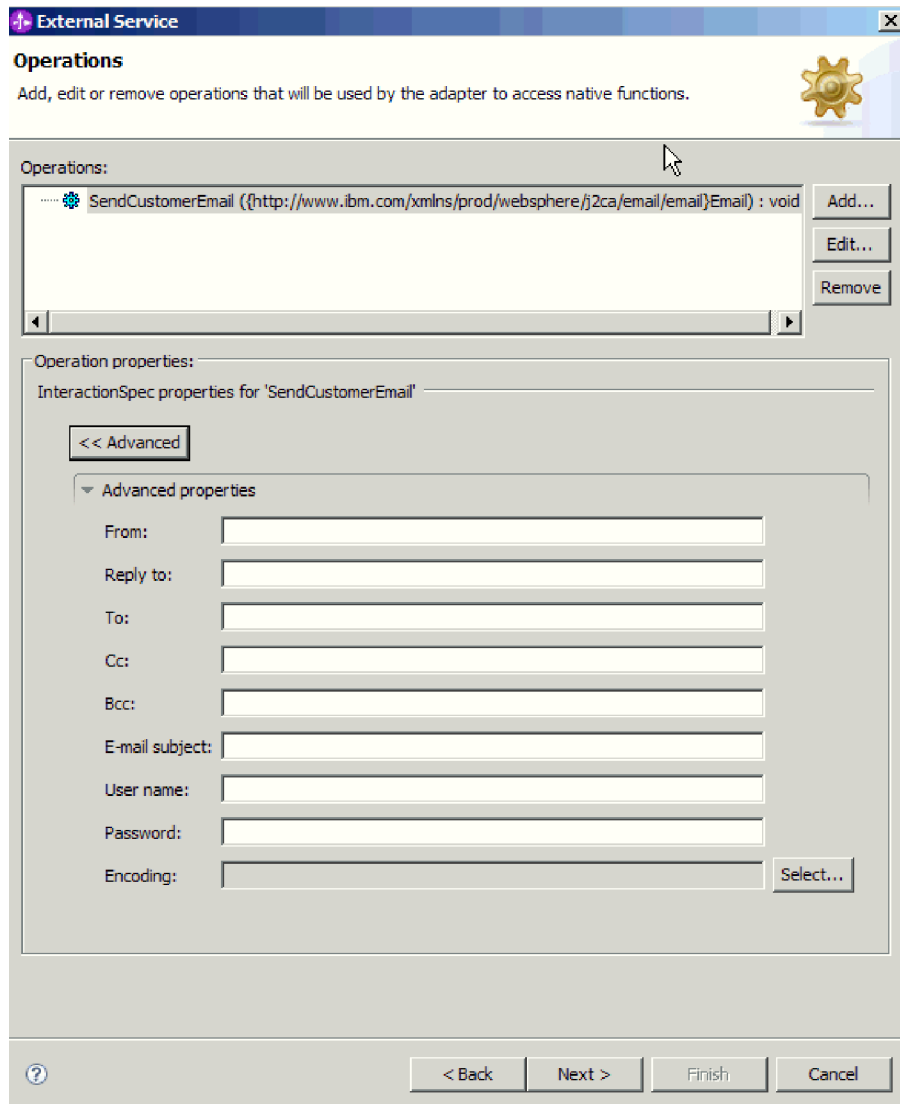 External Service
Operations
Add, edit or remove operations that will be used by the adapter to access native functions.
Operations:
SendCustomerEmail ({http://www.ibm.com/xmlns/prod/websphere/j2ca/email/email}Email) : void
Add...
Edit...
Remove
Operation properties:
InteractionSpec properties for 'SendCustomerEmail'
<< Advanced
Advanced properties
From:
Reply to:
To:
Cc:
Bcc:
E-mail subject:
User name:
Password:
Encoding:
Select...
?
< Back
Next >
Finish
Cancel